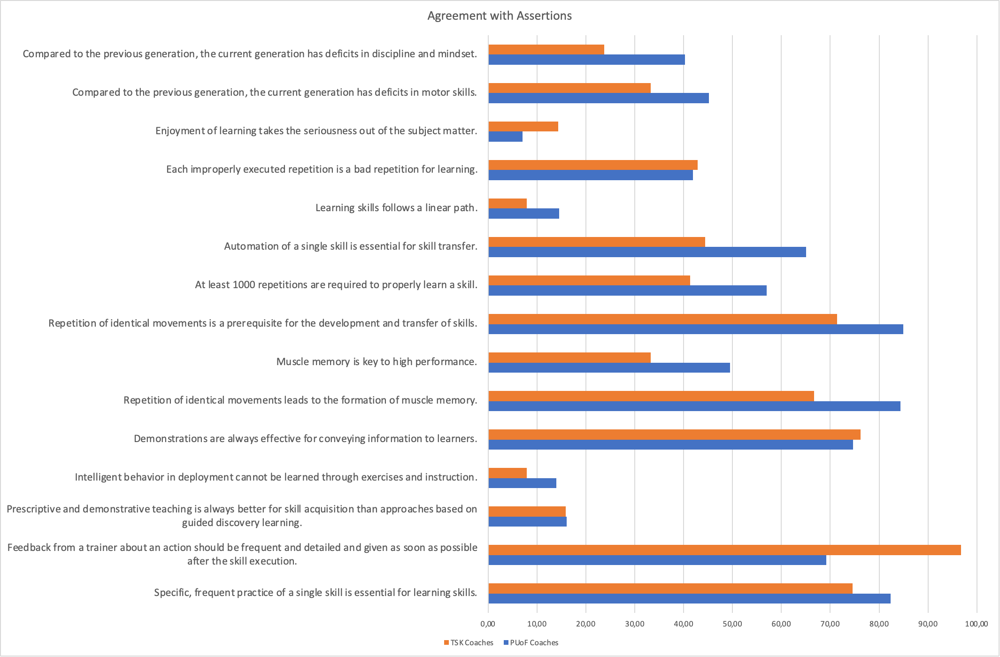 Agreement with Assertions
Compared to the previous generation, the current generation has deficits in discipline and mindset.
Compared to the previous generation, the current generation has deficits in motor skills.
Enjoyment of learning takes the seriousness out of the subject matter.
Each improperly executed repetition is a bad repetition for learning.
Learning skills follows a linear path.
Automation of a single skill is essential for skill transfer.
At least 1000 repetitions are required to properly learn a skill.
Repetition of identical movements is a prerequisite for the development and transfer of skills.
Muscle memory is key to high performance.
Repetition of identical movements leads to the formation of muscle memory.
Demonstrations are always effective for conveying information to learners.
Intelligent behavior in deployment cannot be learned through exercises and instruction.
Prescriptive and demonstrative teaching is always better for skill acquisition than approaches based on
guided discovery learning.
Feedback from a trainer about an action should be frequent and detailed and given as soon as possible
after the skill execution.
Specific, frequent practice of a single skill is essential for learning skills.
0,00 10,00 20,00 30,00 40,00 50,00 60,00 70,00 80,00 90,00 100,00
TSK Coaches PUoF Coaches